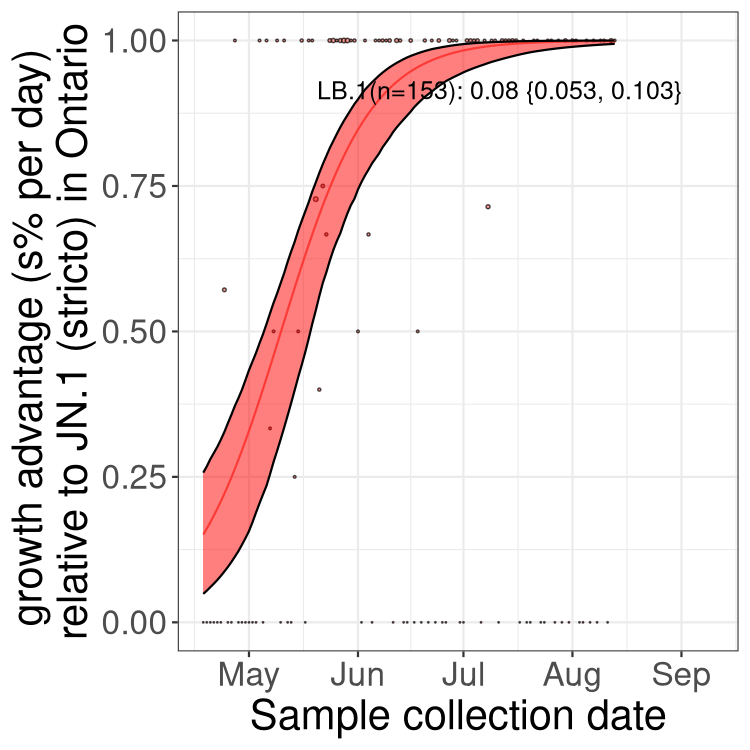 growth advantage (s% per day)
relative to JN.1 (stricto) in Ontario
1.00
0.75
0.50
0.25
0.00
LB.1(n=153): 0.08 {0.053, 0.103}
May Jun Jul Aug Sep
Sample collection date